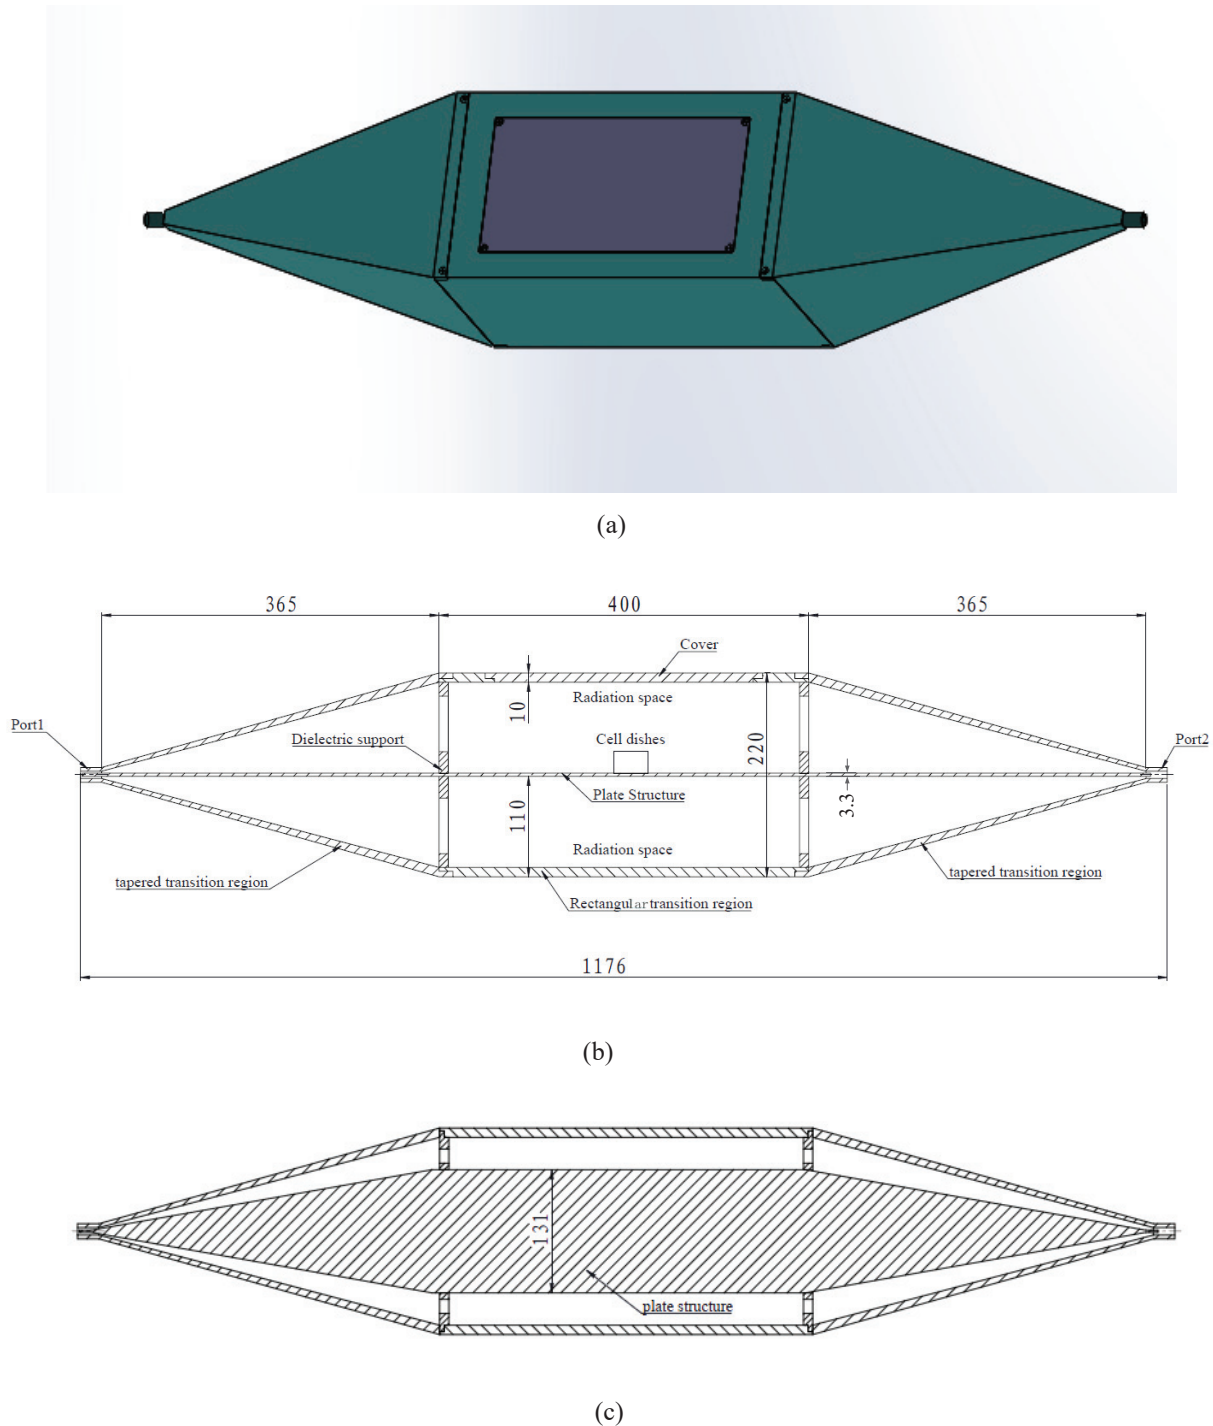 (a)
365
400
365
Cover
10
Radiation space
Port1
Dielectric support
Cell dishes
220
Port2
Plate Structure
3.3
110
Radiation space
tapered transition region
tapered transition region
Rectangular transition region
1176
(b)
131
plate structure
(c)